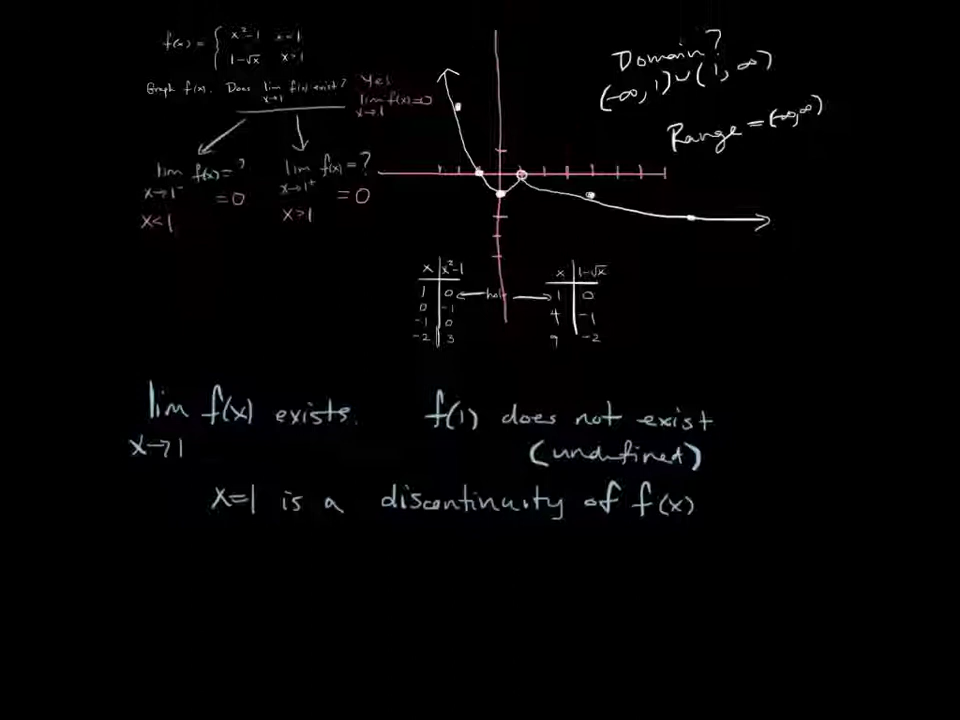 f(x) = { x²-1 x<1
1-√x x>1
Graph f(x). Does lim x→1 f(x) exist? Yes!
lim x→1 f(x)=0
lim x→1⁻ f(x)=? =0
x<1
lim x→1⁺ f(x)=? =0
x>1
Domain?
(-∞, 1)∪(1, ∞)
Range = (-∞,∞)
x x²-1
1 0
0 -1
-1 0
-2 3
hole
x 1-√x
1 0
4 -1
9 -2
lim x→1 f(x) exists.
f(1) does not exist
(undefined)
x=1 is a discontinuity of f(x)